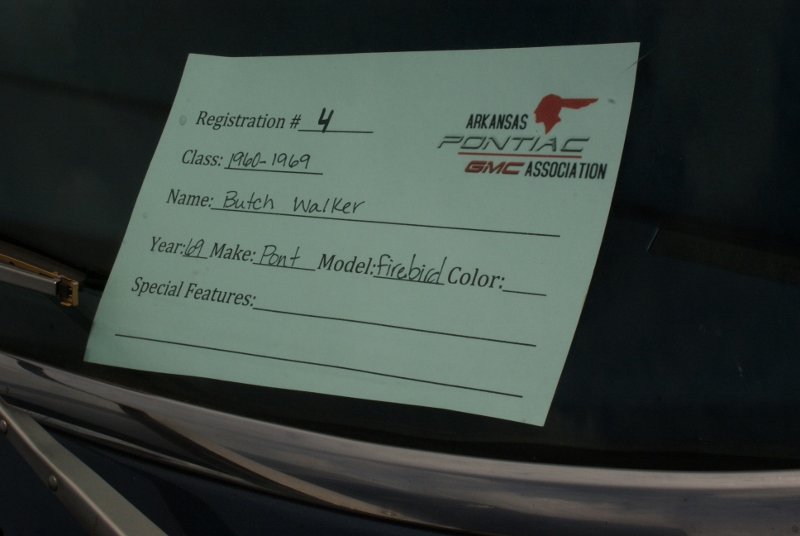 ARKANSAS
PONTIAC
GMC ASSOCIATION
Registration # 4
Class: 1960-1969
Name: Butch Walker
Year: 69 Make: Pont Model: firebird Color:
Special Features: